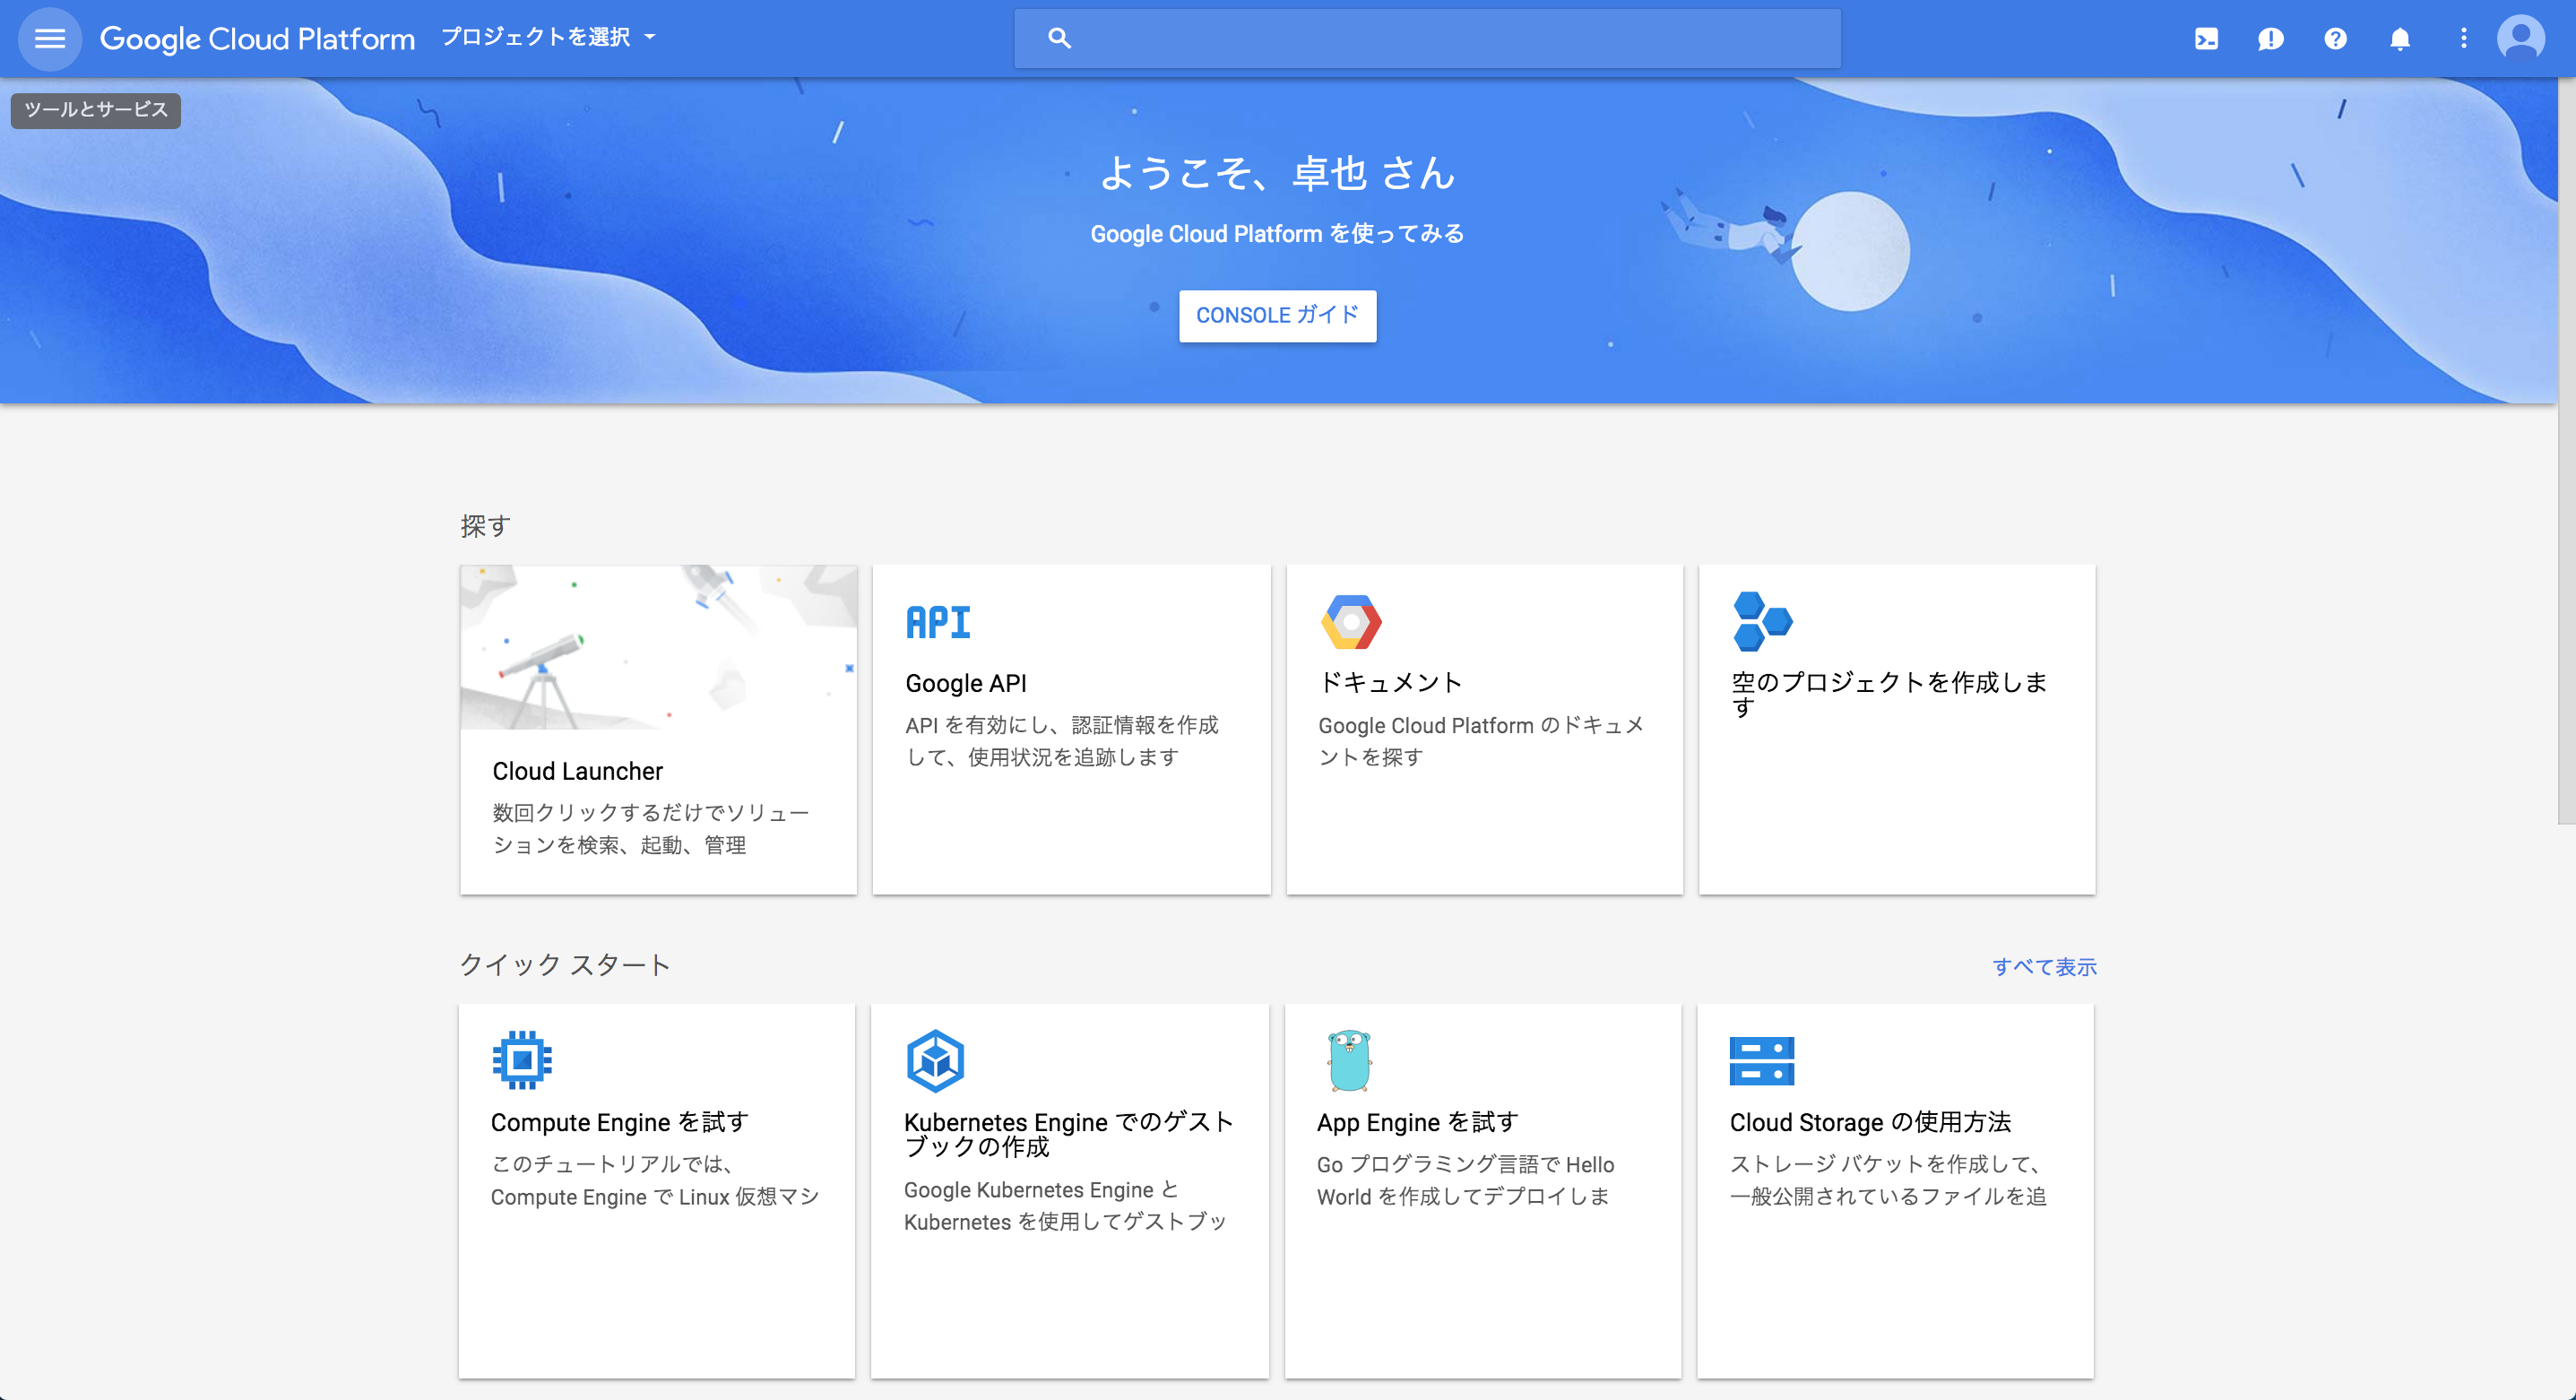 Google Cloud Platform プロジェクトを選択
ツールとサービス
ようこそ、卓也 さん
Google Cloud Platform を使ってみる
CONSOLE ガイド
探す
Cloud Launcher
数回クリックするだけでソリュー
ションを検索、起動、管理
API
Google API
API を有効にし、認証情報を作成
して、使用状況を追跡します
ドキュメント
Google Cloud Platform のドキュメ
ントを探す
空のプロジェクトを作成しま
す
クイック スタート
すべて表示
Compute Engine を試す
このチュートリアルでは、
Compute Engine で Linux 仮想マシ
Kubernetes Engine でのゲスト
ブックの作成
Google Kubernetes Engine と
Kubernetes を使用してゲストブッ
App Engine を試す
Go プログラミング言語で Hello
World を作成してデプロイしま
Cloud Storage の使用方法
ストレージ バケットを作成して、
一般公開されているファイルを追